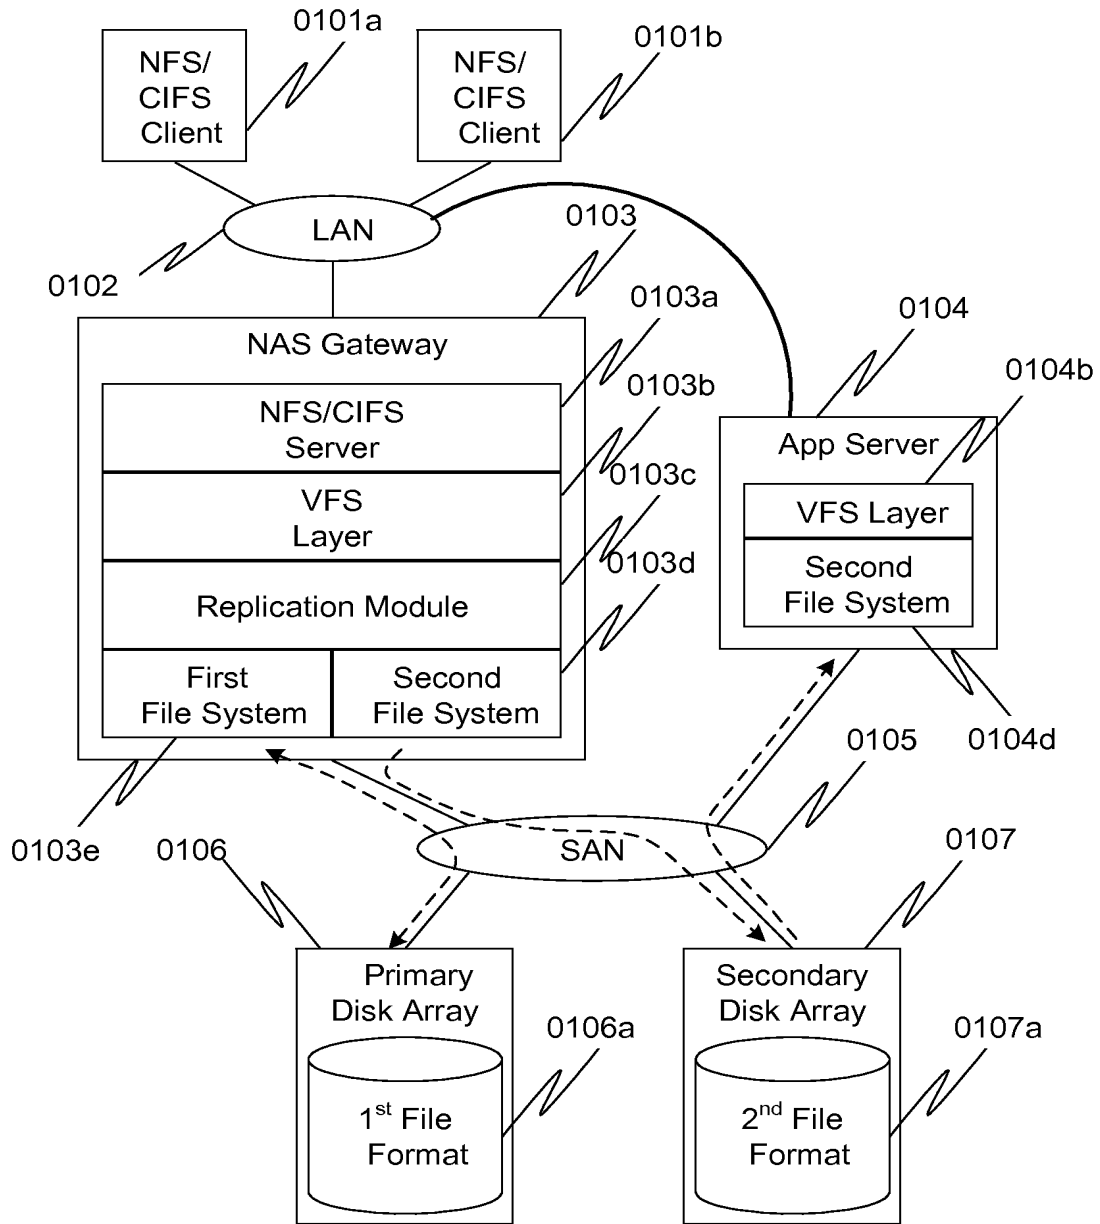 0101a
0101b
NFS/
CIFS
Client
NFS/
CIFS
Client
LAN
0102
0103
NAS Gateway
0103a
NFS/CIFS
Server
0103b
VFS
Layer
0103c
Replication Module
0103d
First
File System
Second
File System
0103e
0104
App Server
0104b
VFS Layer
Second
File System
0104d
0105
SAN
0106
Primary
Disk Array
0106a
1st File
Format
0107
Secondary
Disk Array
0107a
2nd File
Format